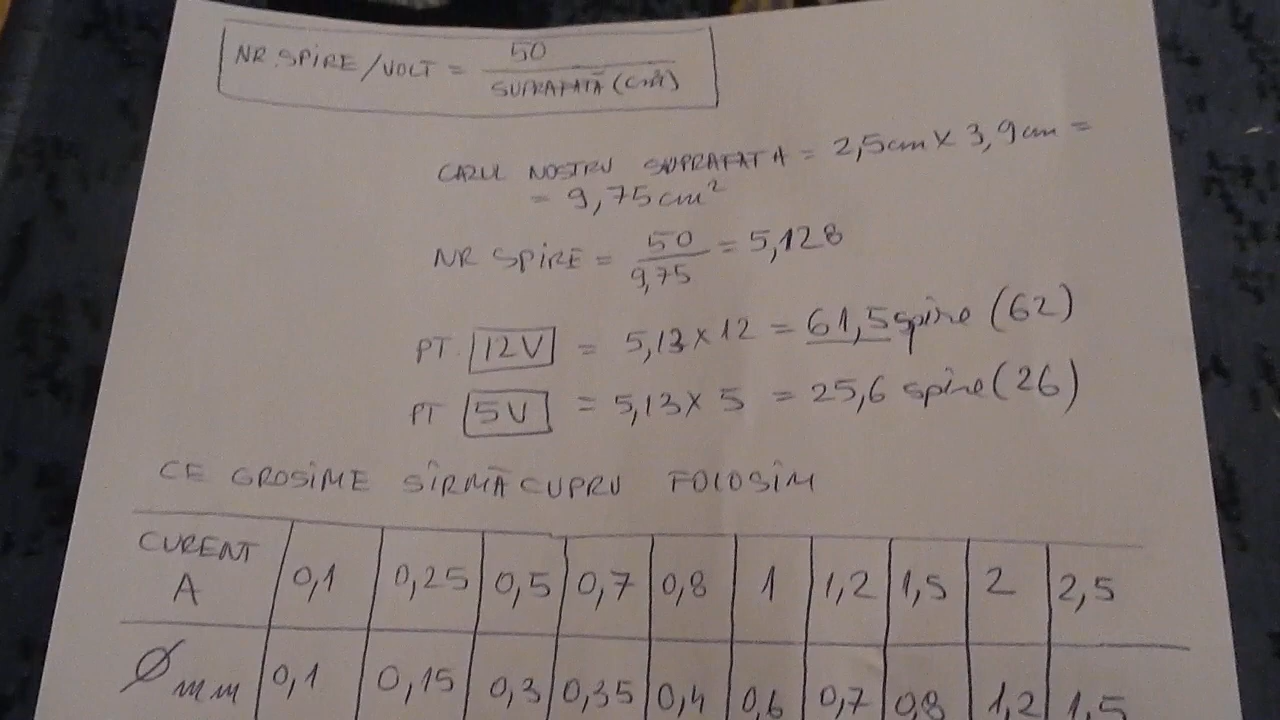 NR. SPIRE/VOLT = 50 / SUPRAFATĂ (cm²)
CAZUL NOSTRU SUPRAFATA = 2,5cm x 3,9cm =
= 9,75 cm²
NR SPIRE = 50 / 9,75 = 5,128
PT. 12V = 5,13 x 12 = 61,5 spire (62)
PT 5V = 5,13 x 5 = 25,6 spire (26)
CE GROSIME SÎRMĂ CUPRU FOLOSIM
CURENT A 0,1 0,25 0,5 0,7 0,8 1 1,2 1,5 2 2,5
Ø mm 0,1 0,15 0,3 0,35 0,4 0,6 0,7 0,8 1,2 1,5